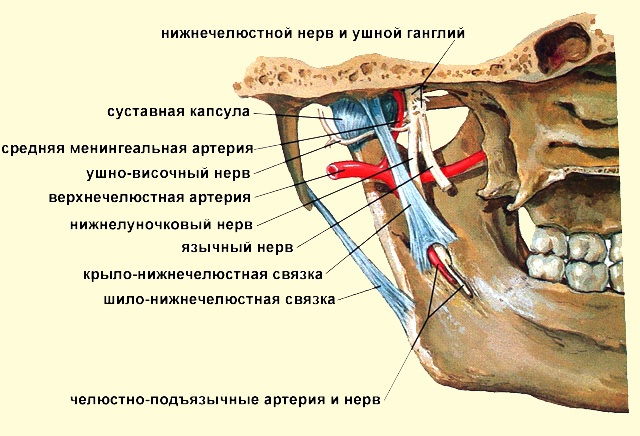 нижнечелюстной нерв и ушной ганглий
суставная капсула
средняя менингеальная артерия
ушно-височный нерв
верхнечелюстная артерия
нижнелуночковый нерв
язычный нерв
крыло-нижнечелюстная связка
шило-нижнечелюстная связка
челюстно-подъязычные артерия и нерв